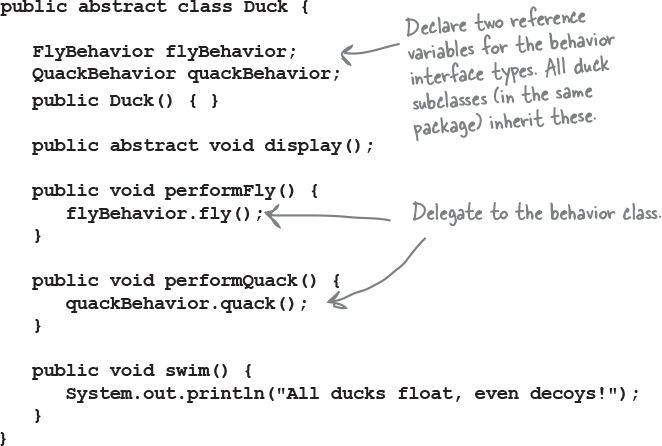 public abstract class Duck {
FlyBehavior flyBehavior;
QuackBehavior quackBehavior;
public Duck() { }
Declare two reference
variables for the behavior
interface types. All duck
subclasses (in the same
package) inherit these.
public abstract void display();
public void performFly() {
flyBehavior.fly();
}
Delegate to the behavior class.
public void performQuack() {
quackBehavior.quack();
}
public void swim() {
System.out.println("All ducks float, even decoys!");
}
}